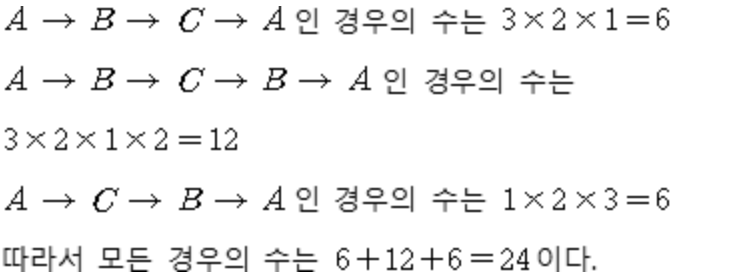 A → B → C → A 인 경우의 수는 3×2×1=6
A → B → C → B → A 인 경우의 수는
3×2×1×2=12
A → C → B → A 인 경우의 수는 1×2×3=6
따라서 모든 경우의 수는 6+12+6=24이다.